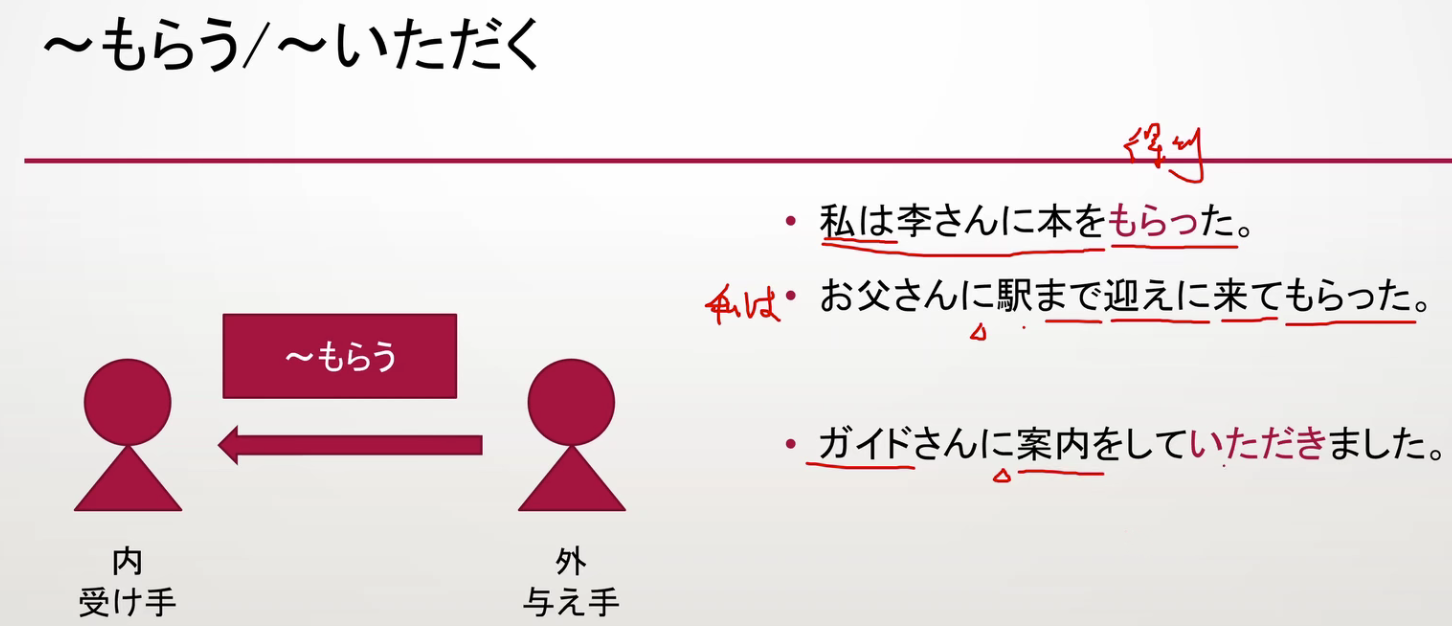 ～もらう/～いただく
得到
・私は李さんに本をもらった。
私は・お父さんに駅まで迎えに来てもらった。
～もらう
・ガイドさんに案内をしていただきました。
内 外
受け手 与え手